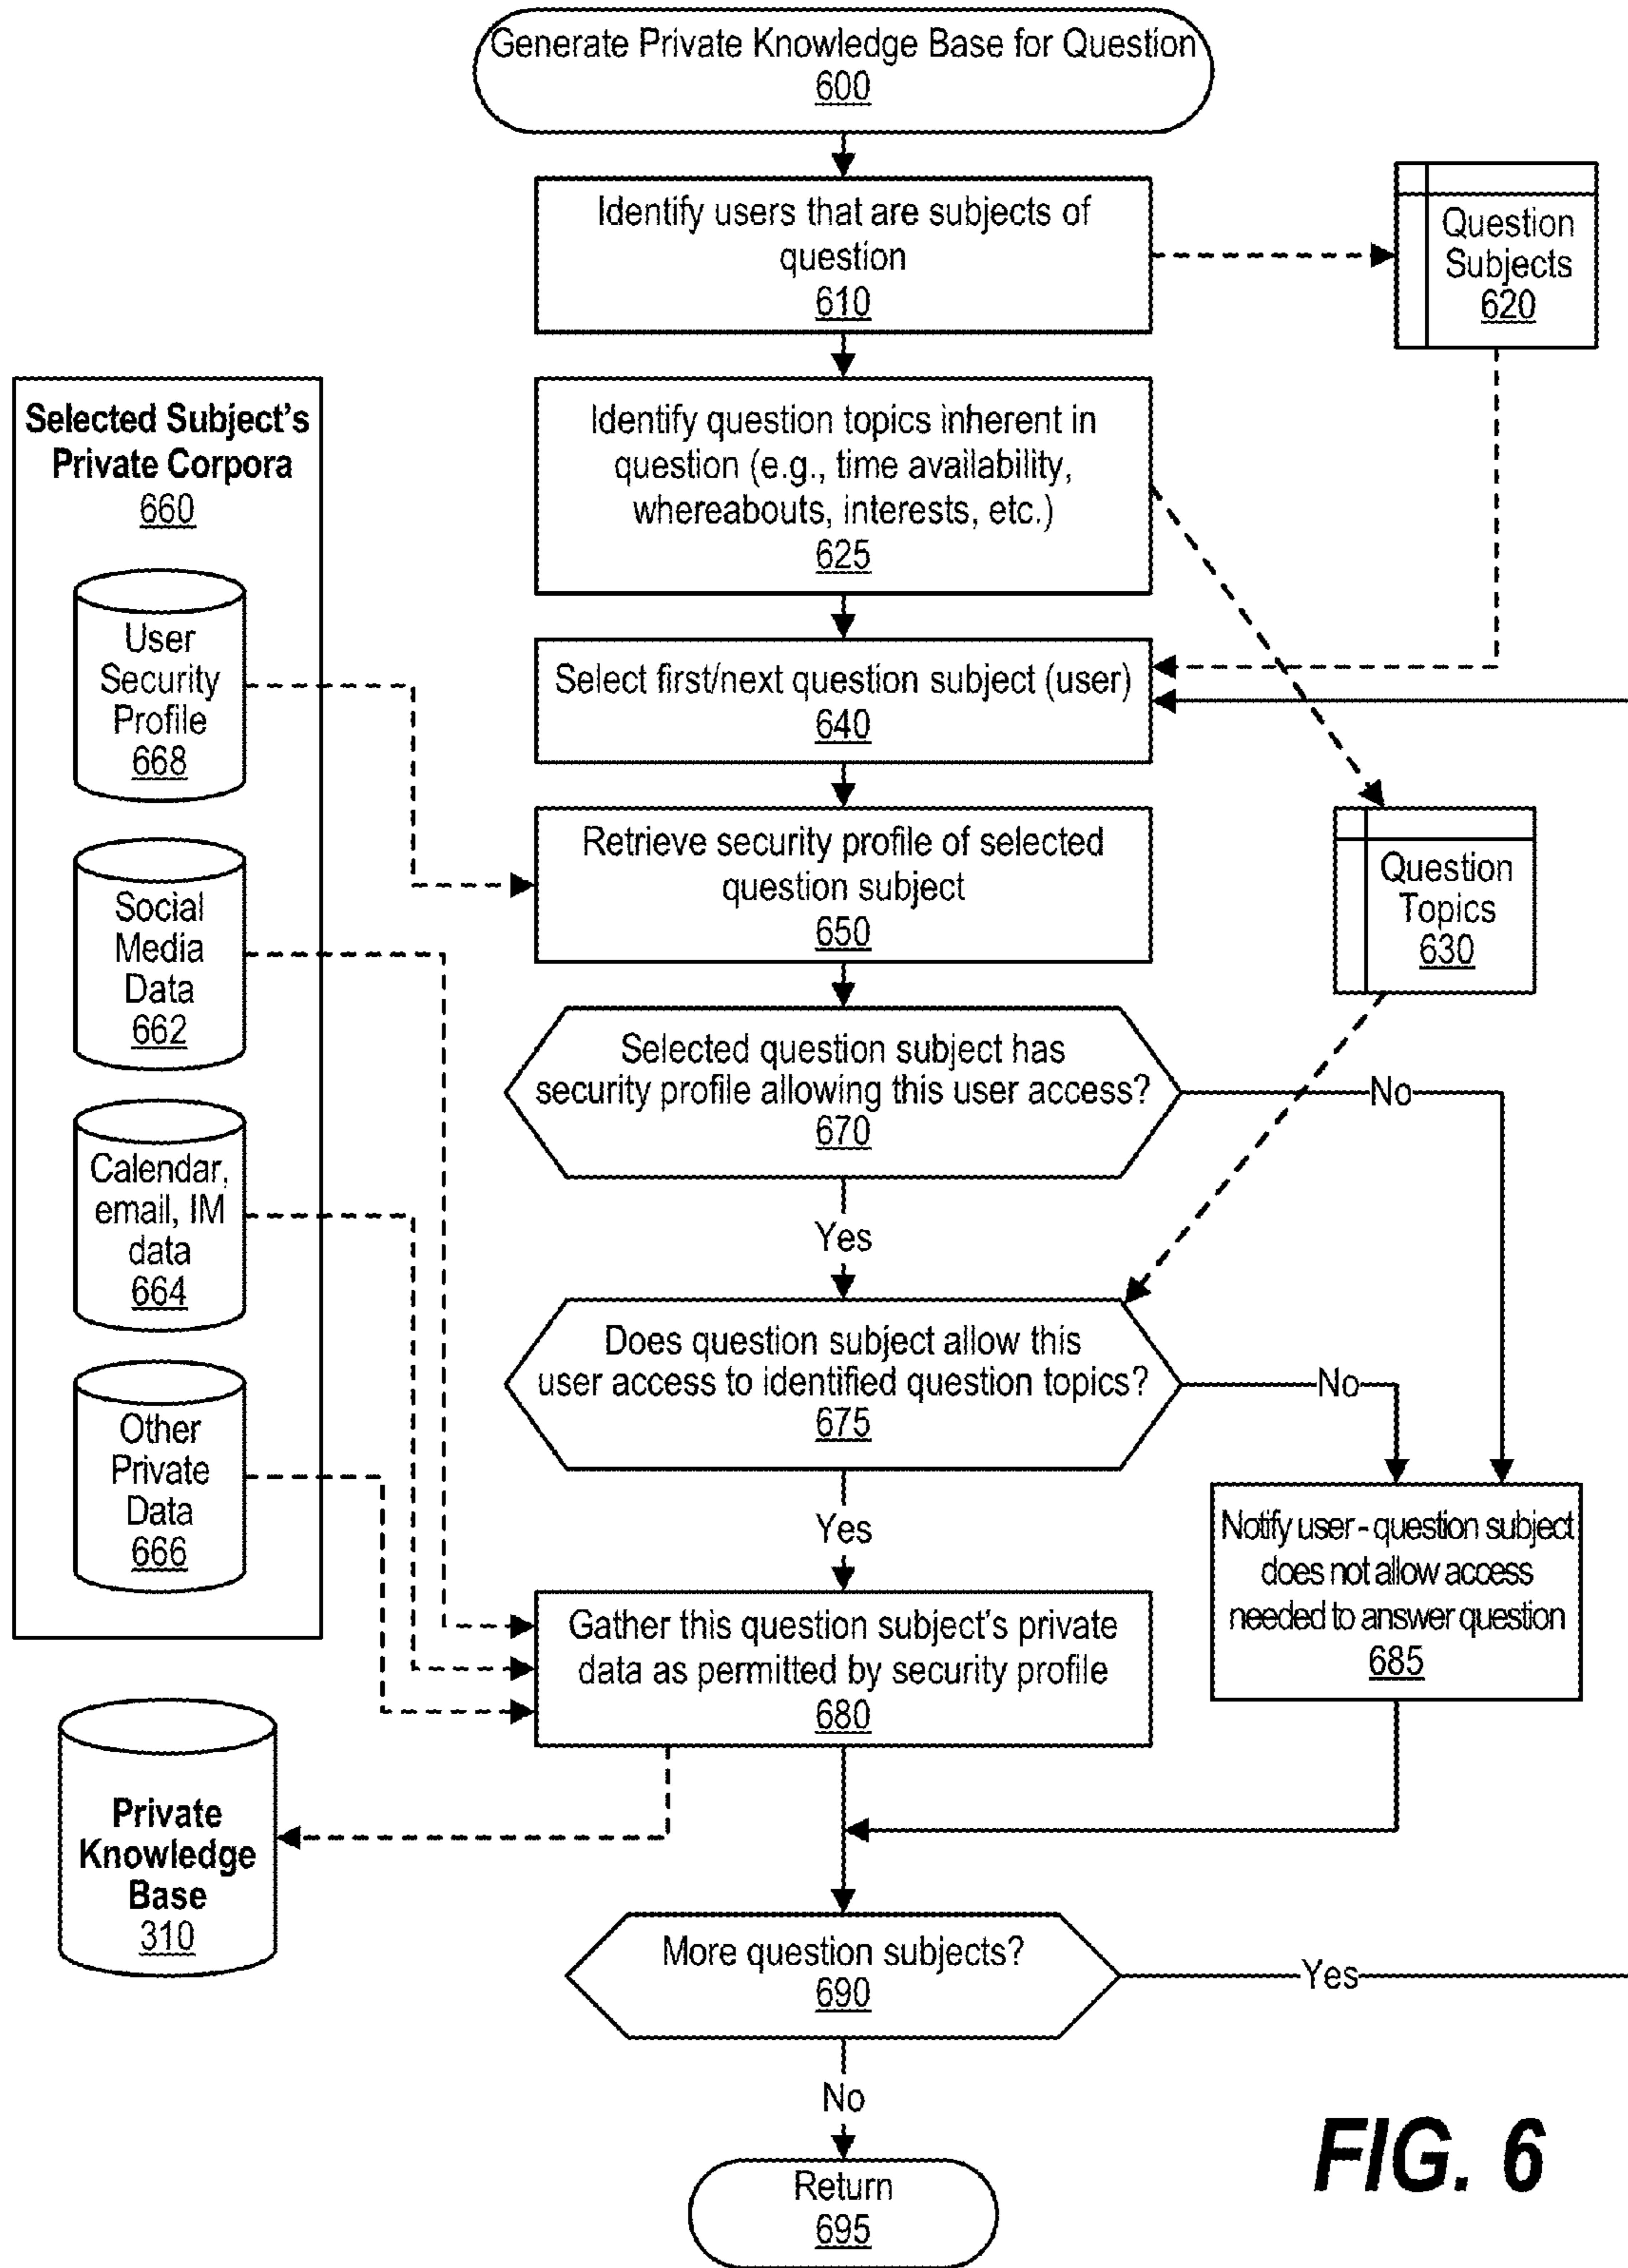 Generate Private Knowledge Base for Question
600
Identify users that are subjects of
question
610
Question
Subjects
620
Identify question topics inherent in
question (e.g., time availability,
whereabouts, interests, etc.)
625
Selected Subject's
Private Corpora
660
User
Security
Profile
668
Select first/next question subject (user)
640
Retrieve security profile of selected
question subject
650
Question
Topics
630
Social
Media
Data
662
Selected question subject has
security profile allowing this user access?
670
No
Yes
Calendar,
email, IM
data
664
Does question subject allow this
user access to identified question topics?
675
No
Yes
Other
Private
Data
666
Notify user - question subject
does not allow access
needed to answer question
685
Gather this question subject's private
data as permitted by security profile
680
Private
Knowledge
Base
310
More question subjects?
690
Yes
No
Return
695
FIG. 6